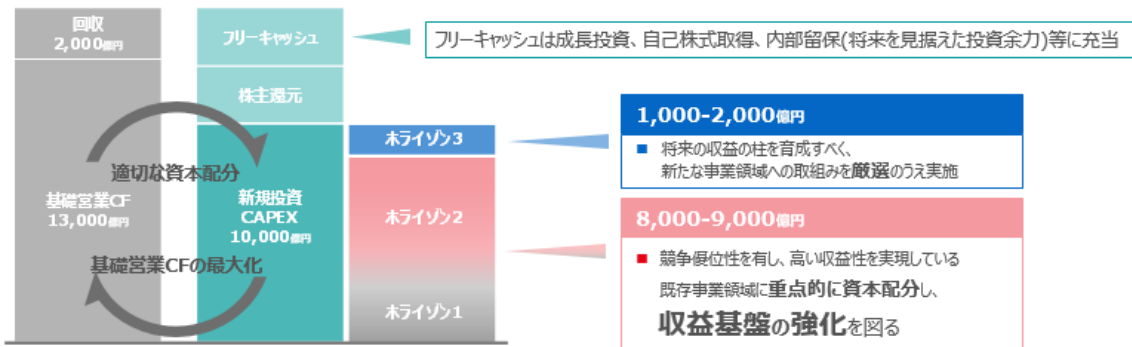 回収
2,000億円
フリーキャッシュ
フリーキャッシュは成長投資、自己株式取得、内部留保(将来を見据えた投資余力)等に充当
株主還元
適切な資本配分
基礎営業CF
13,000億円
基礎営業CFの最大化
新規投資
CAPEX
10,000億円
ホライゾン3
ホライゾン2
ホライゾン1
1,000-2,000億円
■ 将来の収益の柱を育成すべく、
新たな事業領域への取組みを厳選のうえ実施
8,000-9,000億円
■ 競争優位性を有し、高い収益性を実現している
既存事業領域に重点的に資本配分し、
収益基盤の強化を図る